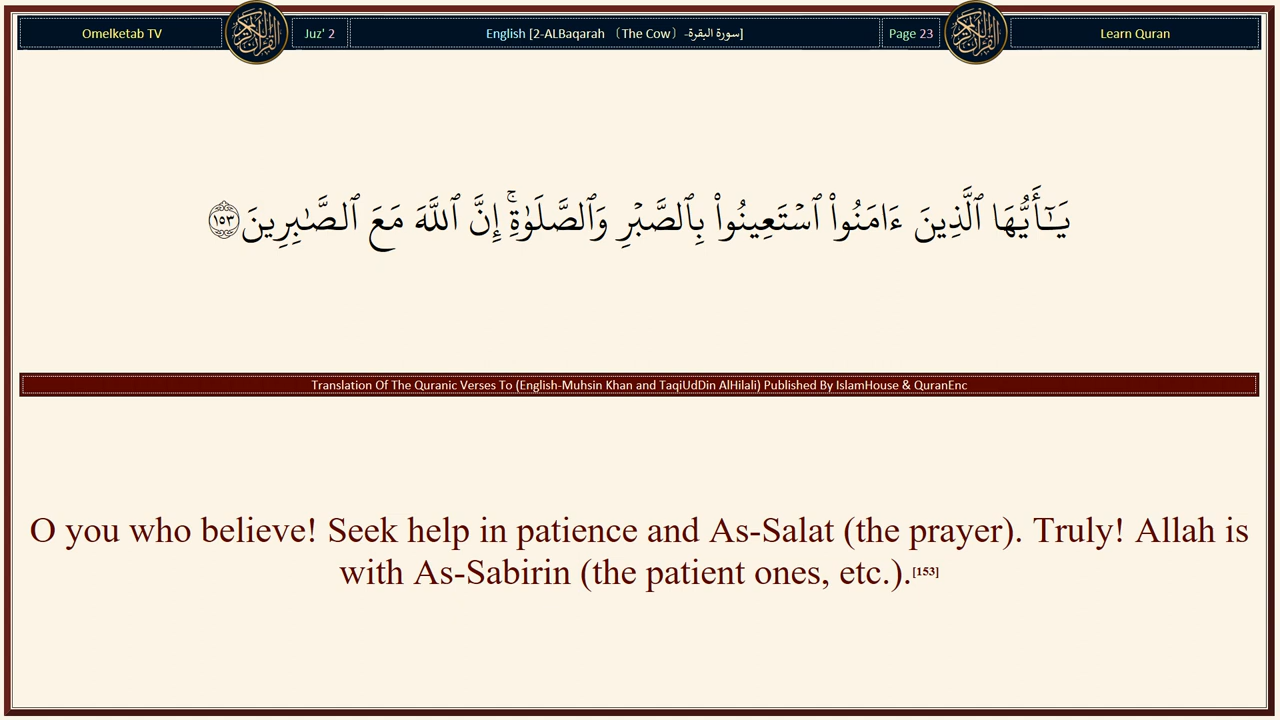 Omelketab TV
Juz' 2
English [2-ALBaqarah （The Cow） -سورة البقرة]
Page 23
Learn Quran
يَـٰٓأَيُّهَا ٱلَّذِينَ ءَامَنُوا۟ ٱسْتَعِينُوا۟ بِٱلصَّبْرِ وَٱلصَّلَوٰةِ ۚ إِنَّ ٱللَّهَ مَعَ ٱلصَّـٰبِرِينَ ١٥٣
Translation Of The Quranic Verses To (English-Muhsin Khan and TaqiUdDin AlHilali) Published By IslamHouse & QuranEnc
O you who believe! Seek help in patience and As-Salat (the prayer). Truly! Allah is
with As-Sabirin (the patient ones, etc.).[153]